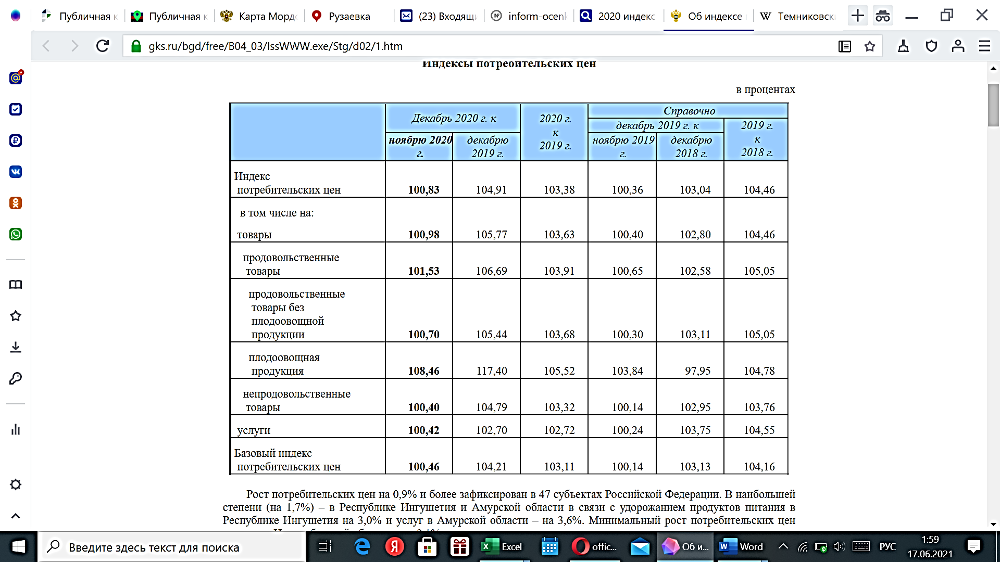 Публичная к
Публичная к
Карта Мордо
Рузаевка
(23) Входящи
inform-ocenk
2020 индекс
Об индексе п
Темниковски
gks.ru/bgd/free/B04_03/IssWWW.exe/Stg/d02/1.htm
Индексы потребительских цен
в процентах
Декабрь 2020 г. к
2020 г.
к
2019 г.
Справочно
декабрь 2019 г. к
2019 г.
к
2018 г.
ноябрю 2020
г.
декабрю
2019 г.
ноябрю 2019
г.
декабрю
2018 г.
Индекс
потребительских цен 100,83 104,91 103,38 100,36 103,04 104,46
в том числе на:
товары 100,98 105,77 103,63 100,40 102,80 104,46
продовольственные
товары 101,53 106,69 103,91 100,65 102,58 105,05
продовольственные
товары без
плодоовощной
продукции 100,70 105,44 103,68 100,30 103,11 105,05
плодоовощная
продукция 108,46 117,40 105,52 103,84 97,95 104,78
непродовольственные
товары 100,40 104,79 103,32 100,14 102,95 103,76
услуги 100,42 102,70 102,72 100,24 103,75 104,55
Базовый индекс
потребительских цен 100,46 104,21 103,11 100,14 103,13 104,16
Рост потребительских цен на 0,9% и более зафиксирован в 47 субъектах Российской Федерации. В наибольшей
степени (на 1,7%) – в Республике Ингушетия и Амурской области в связи с удорожанием продуктов питания в
Республике Ингушетия на 3,0% и услуг в Амурской области – на 3,6%. Минимальный рост потребительских цен
Введите здесь текст для поиска
Excel
offic...
Об и...
Word
РУС
1:59
17.06.2021